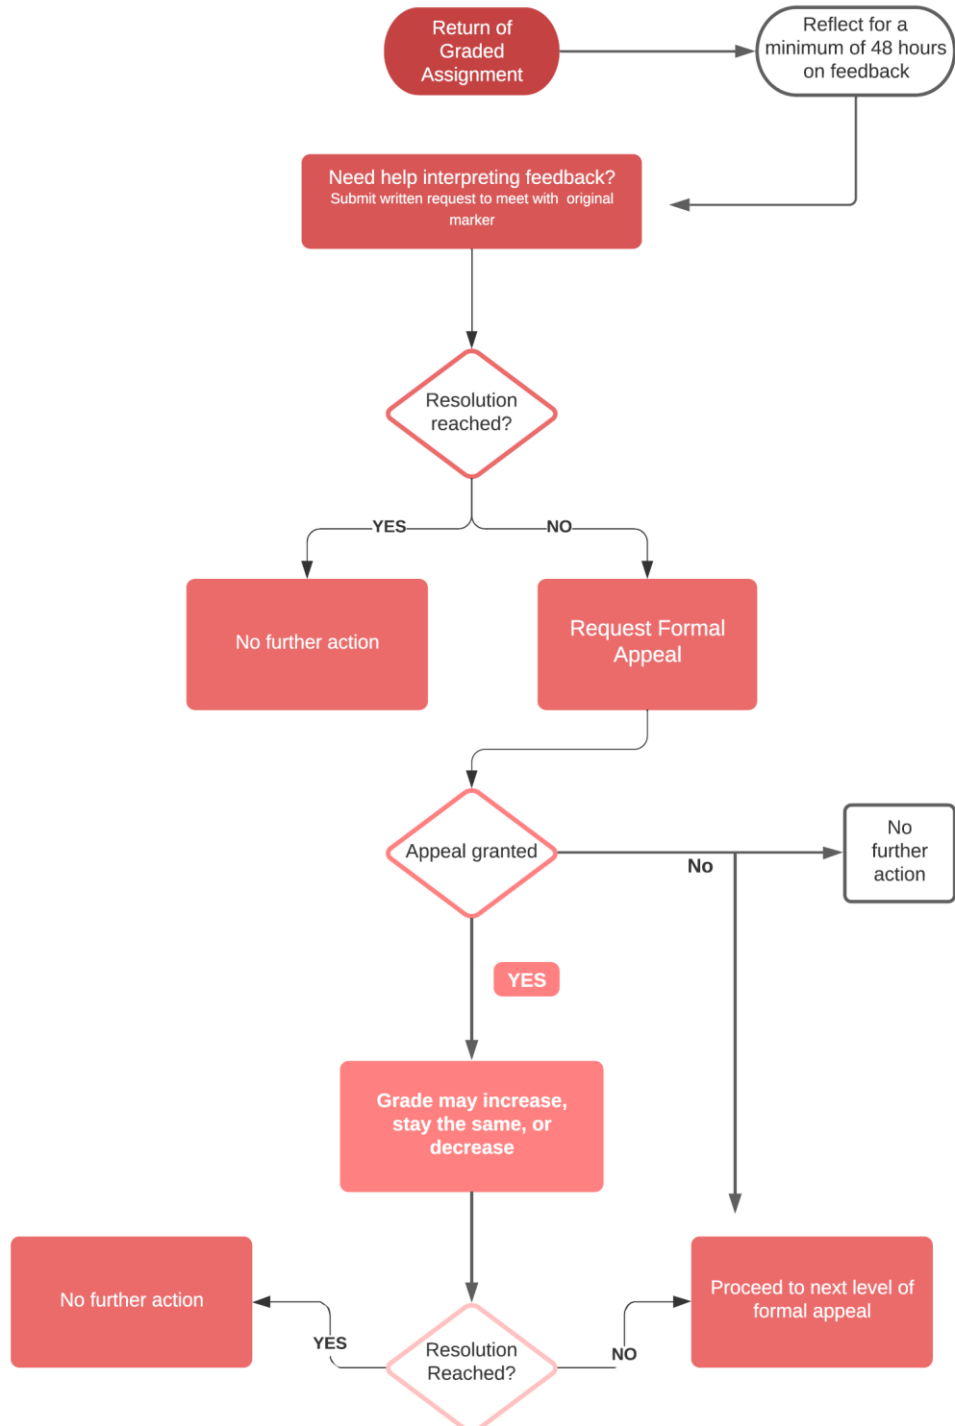 Return of
Graded
Assignment
Reflect for a
minimum of 48 hours
on feedback
Need help interpreting feedback?
Submit written request to meet with original
marker
Resolution
reached?
YES
NO
No further action
Request Formal
Appeal
Appeal granted
No
No
further
action
YES
Grade may increase,
stay the same, or
decrease
No further action
Proceed to next level of
formal appeal
YES
Resolution
Reached?
NO